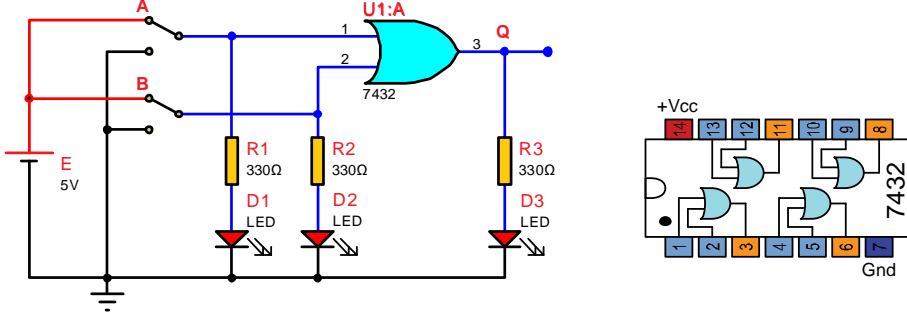 A
B
E
5V
U1:A
1
2
3
7432
Q
R1
330Ω
R2
330Ω
R3
330Ω
D1
LED
D2
LED
D3
LED
+Vcc
14 13 12 11 10 9 8
7432
1 2 3 4 5 6 7
Gnd